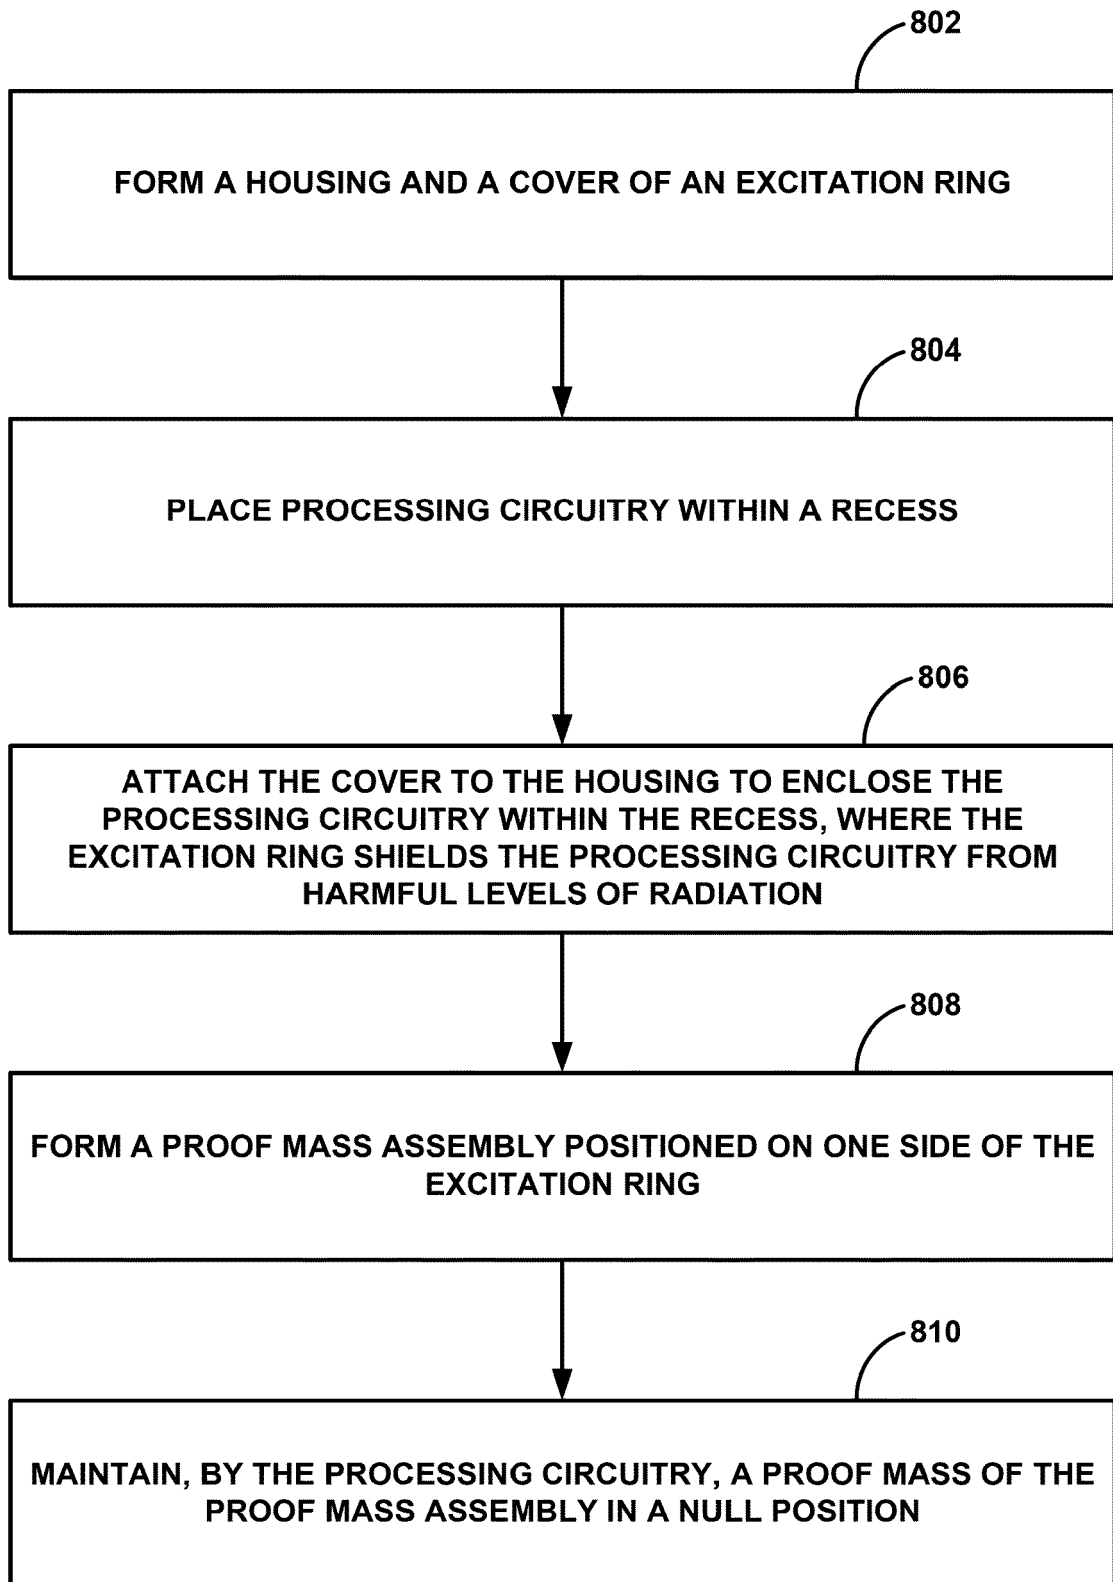 802
FORM A HOUSING AND A COVER OF AN EXCITATION RING
804
PLACE PROCESSING CIRCUITRY WITHIN A RECESS
806
ATTACH THE COVER TO THE HOUSING TO ENCLOSE THE
PROCESSING CIRCUITRY WITHIN THE RECESS, WHERE THE
EXCITATION RING SHIELDS THE PROCESSING CIRCUITRY FROM
HARMFUL LEVELS OF RADIATION
808
FORM A PROOF MASS ASSEMBLY POSITIONED ON ONE SIDE OF THE
EXCITATION RING
810
MAINTAIN, BY THE PROCESSING CIRCUITRY, A PROOF MASS OF THE
PROOF MASS ASSEMBLY IN A NULL POSITION